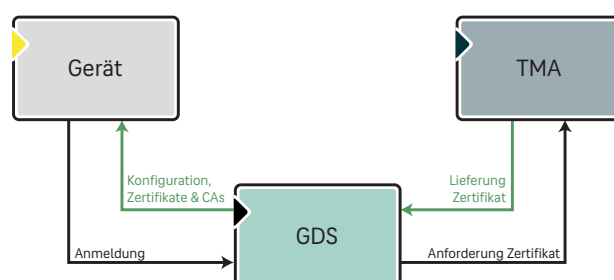 Gerät
TMA
Konfiguration,
Zertifikate & CAs
Lieferung
Zertifikat
GDS
Anmeldung
Anforderung Zertifikat